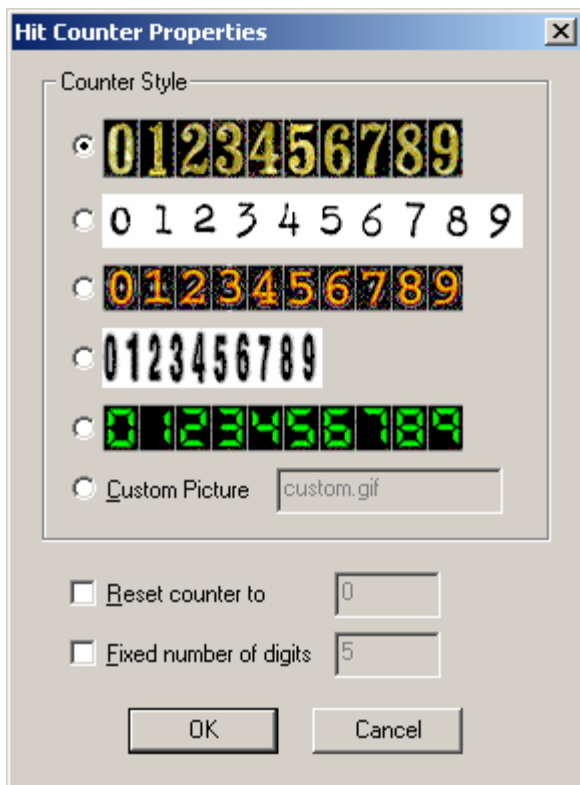 Hit Counter Properties
Counter Style
0123456789
0 1 2 3 4 5 6 7 8 9
0123456789
0123456789
0123456789
Custom Picture custom.gif
Reset counter to 0
Fixed number of digits 5
OK Cancel